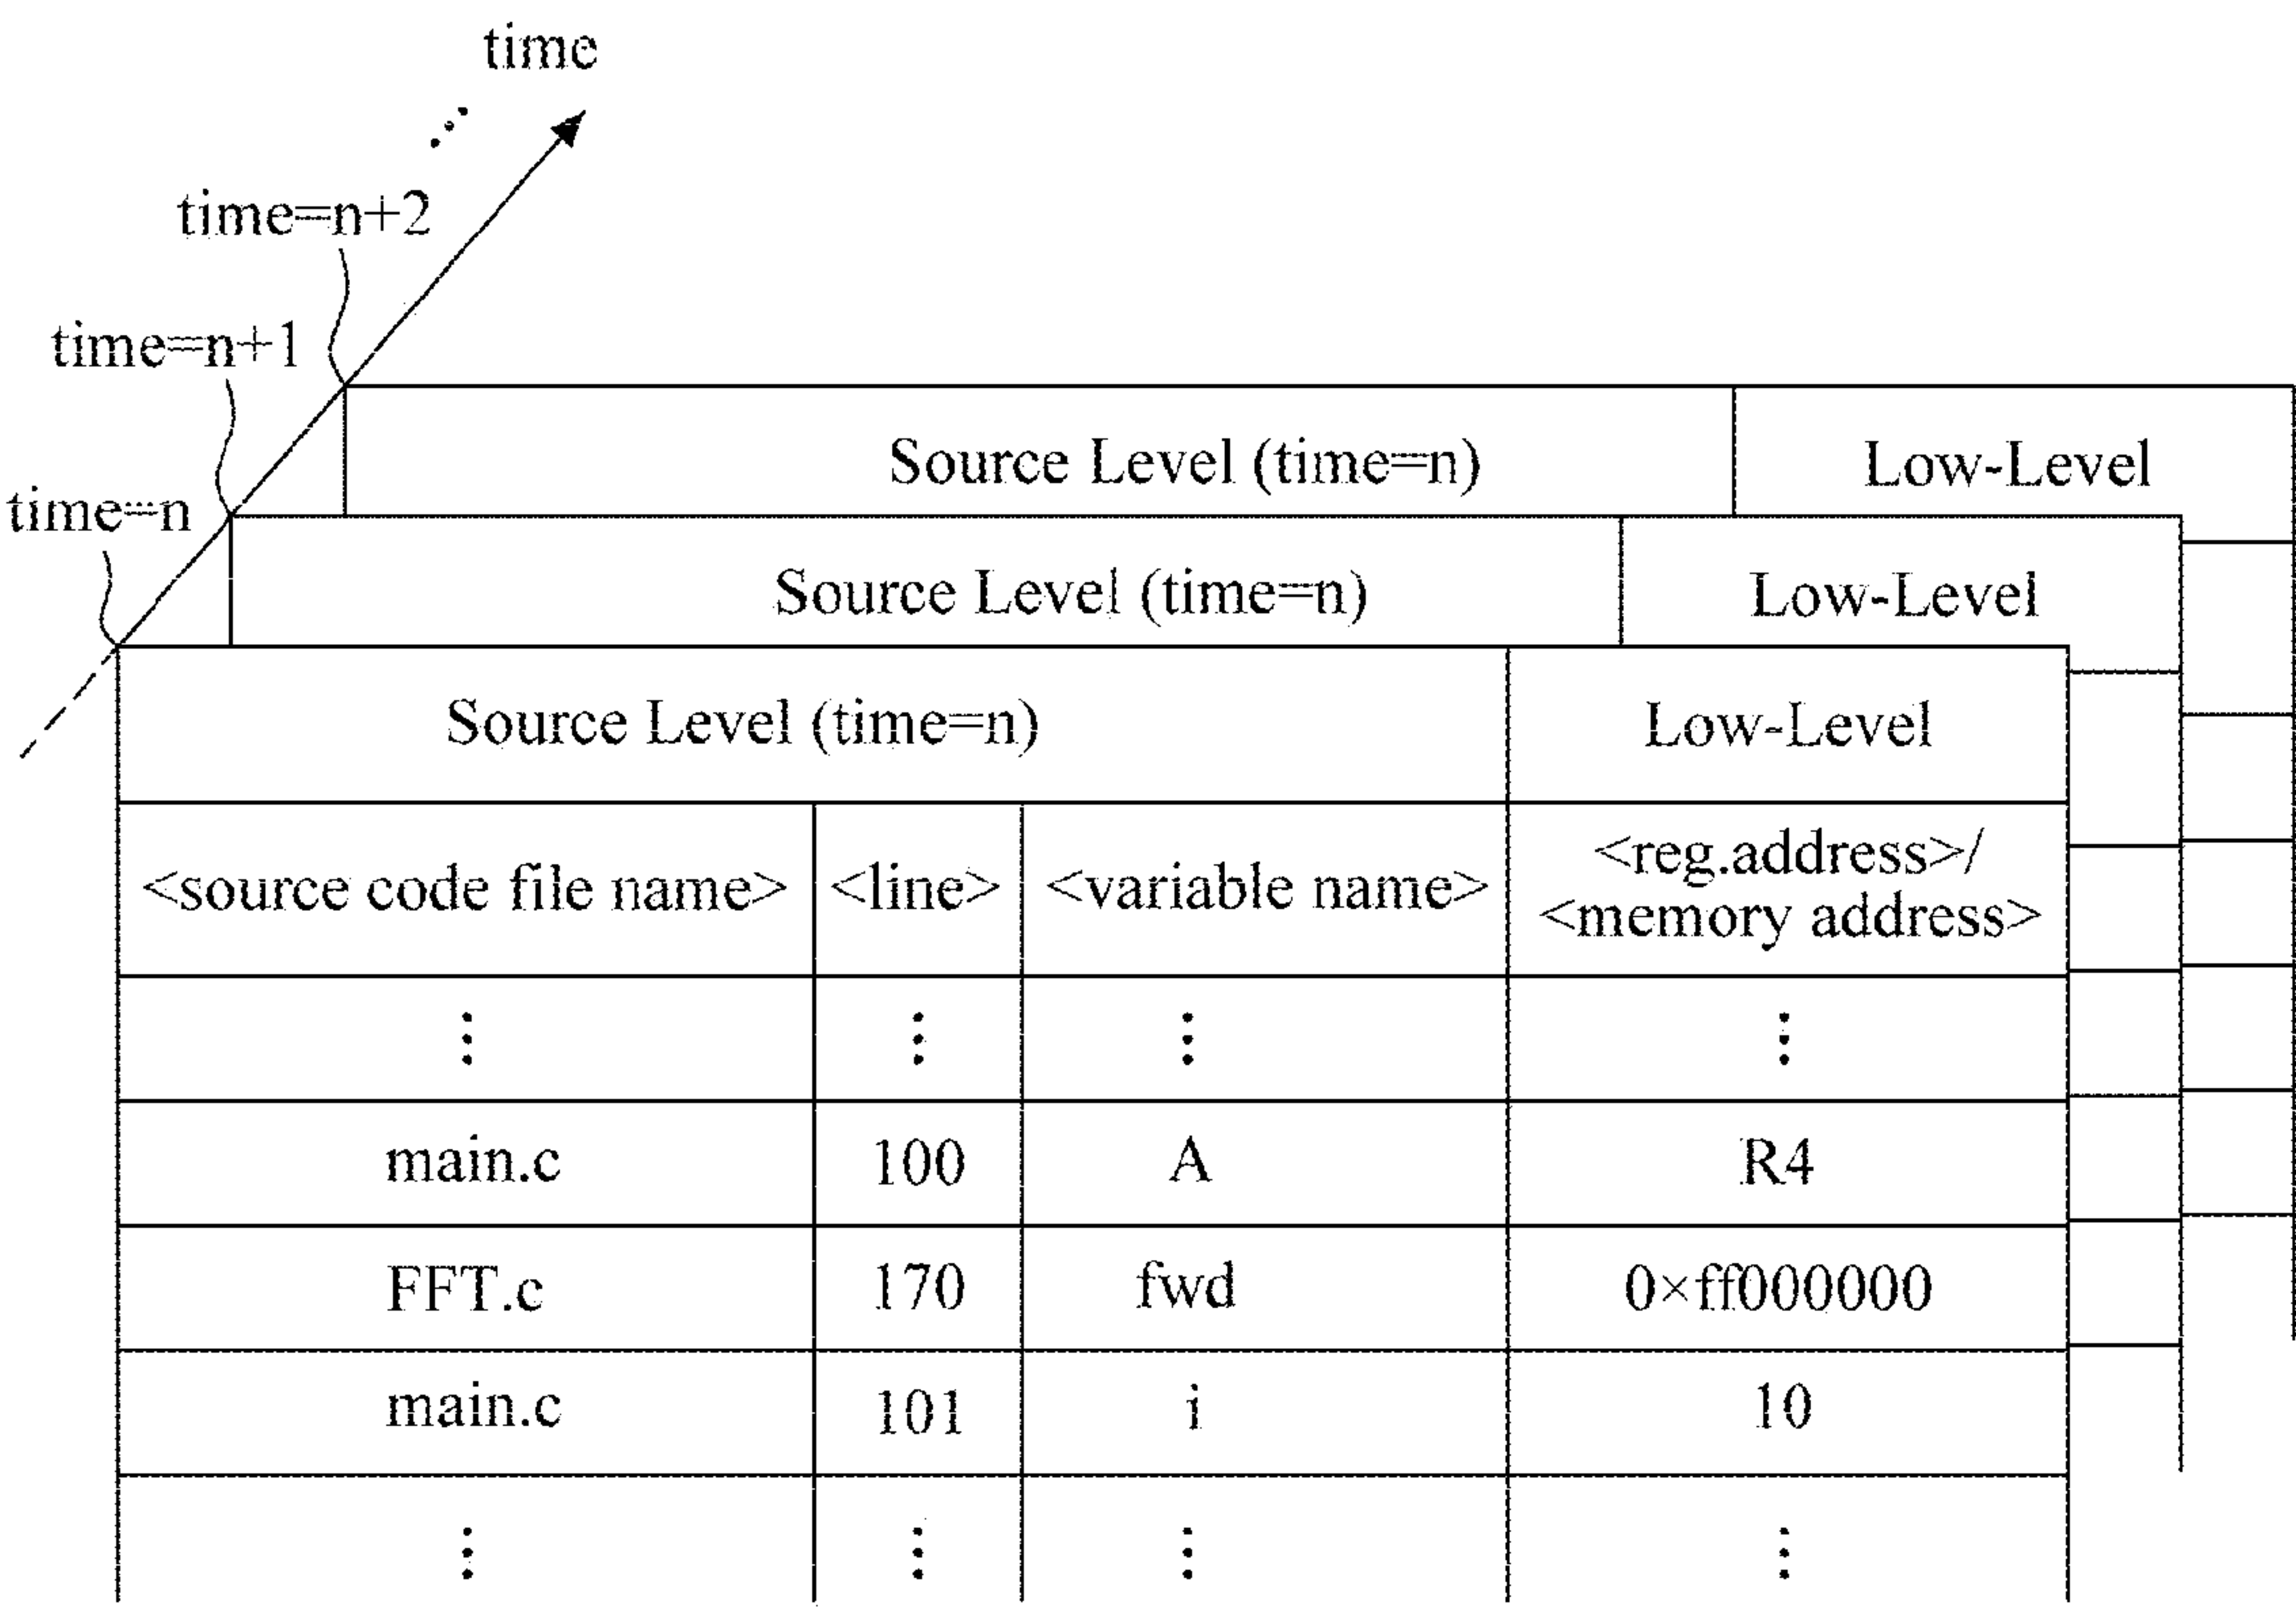 time
time=n+2
time=n+1
time=n
Source Level (time=n) Low-Level
Source Level (time=n) Low-Level
Source Level (time=n) Low-Level
<source code file name> <line> <variable name> <reg.address>/
<memory address>
main.c 100 A R4
FFT.c 170 fwd 0×ff000000
main.c 101 i 10